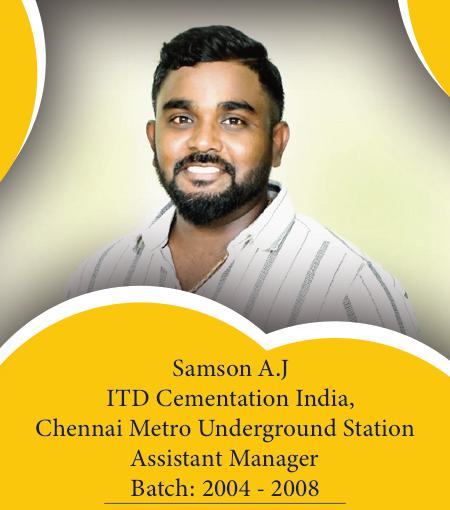 Samson A.J
ITD Cementation India,
Chennai Metro Underground Station
Assistant Manager
Batch: 2004 - 2008